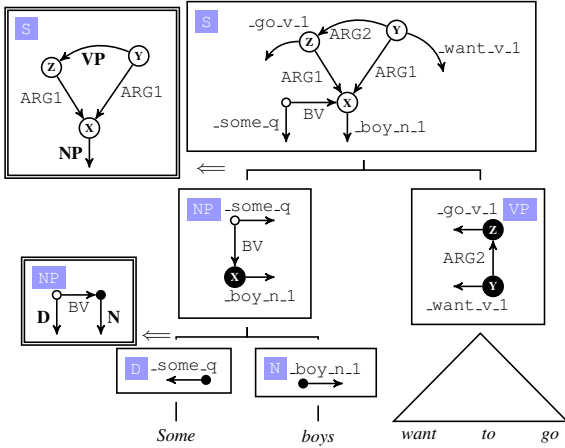 S
VP
Z
Y
ARG1
ARG1
X
NP
S
_go_v_1
ARG2
Z
Y
_want_v_1
ARG1
ARG1
X
BV
_some_q
_boy_n_1
⇐
NP
_some_q
BV
X
_boy_n_1
VP
_go_v_1
Z
ARG2
Y
_want_v_1
NP
BV
D
N
⇐
D
_some_q
N
_boy_n_1
Some boys want to go